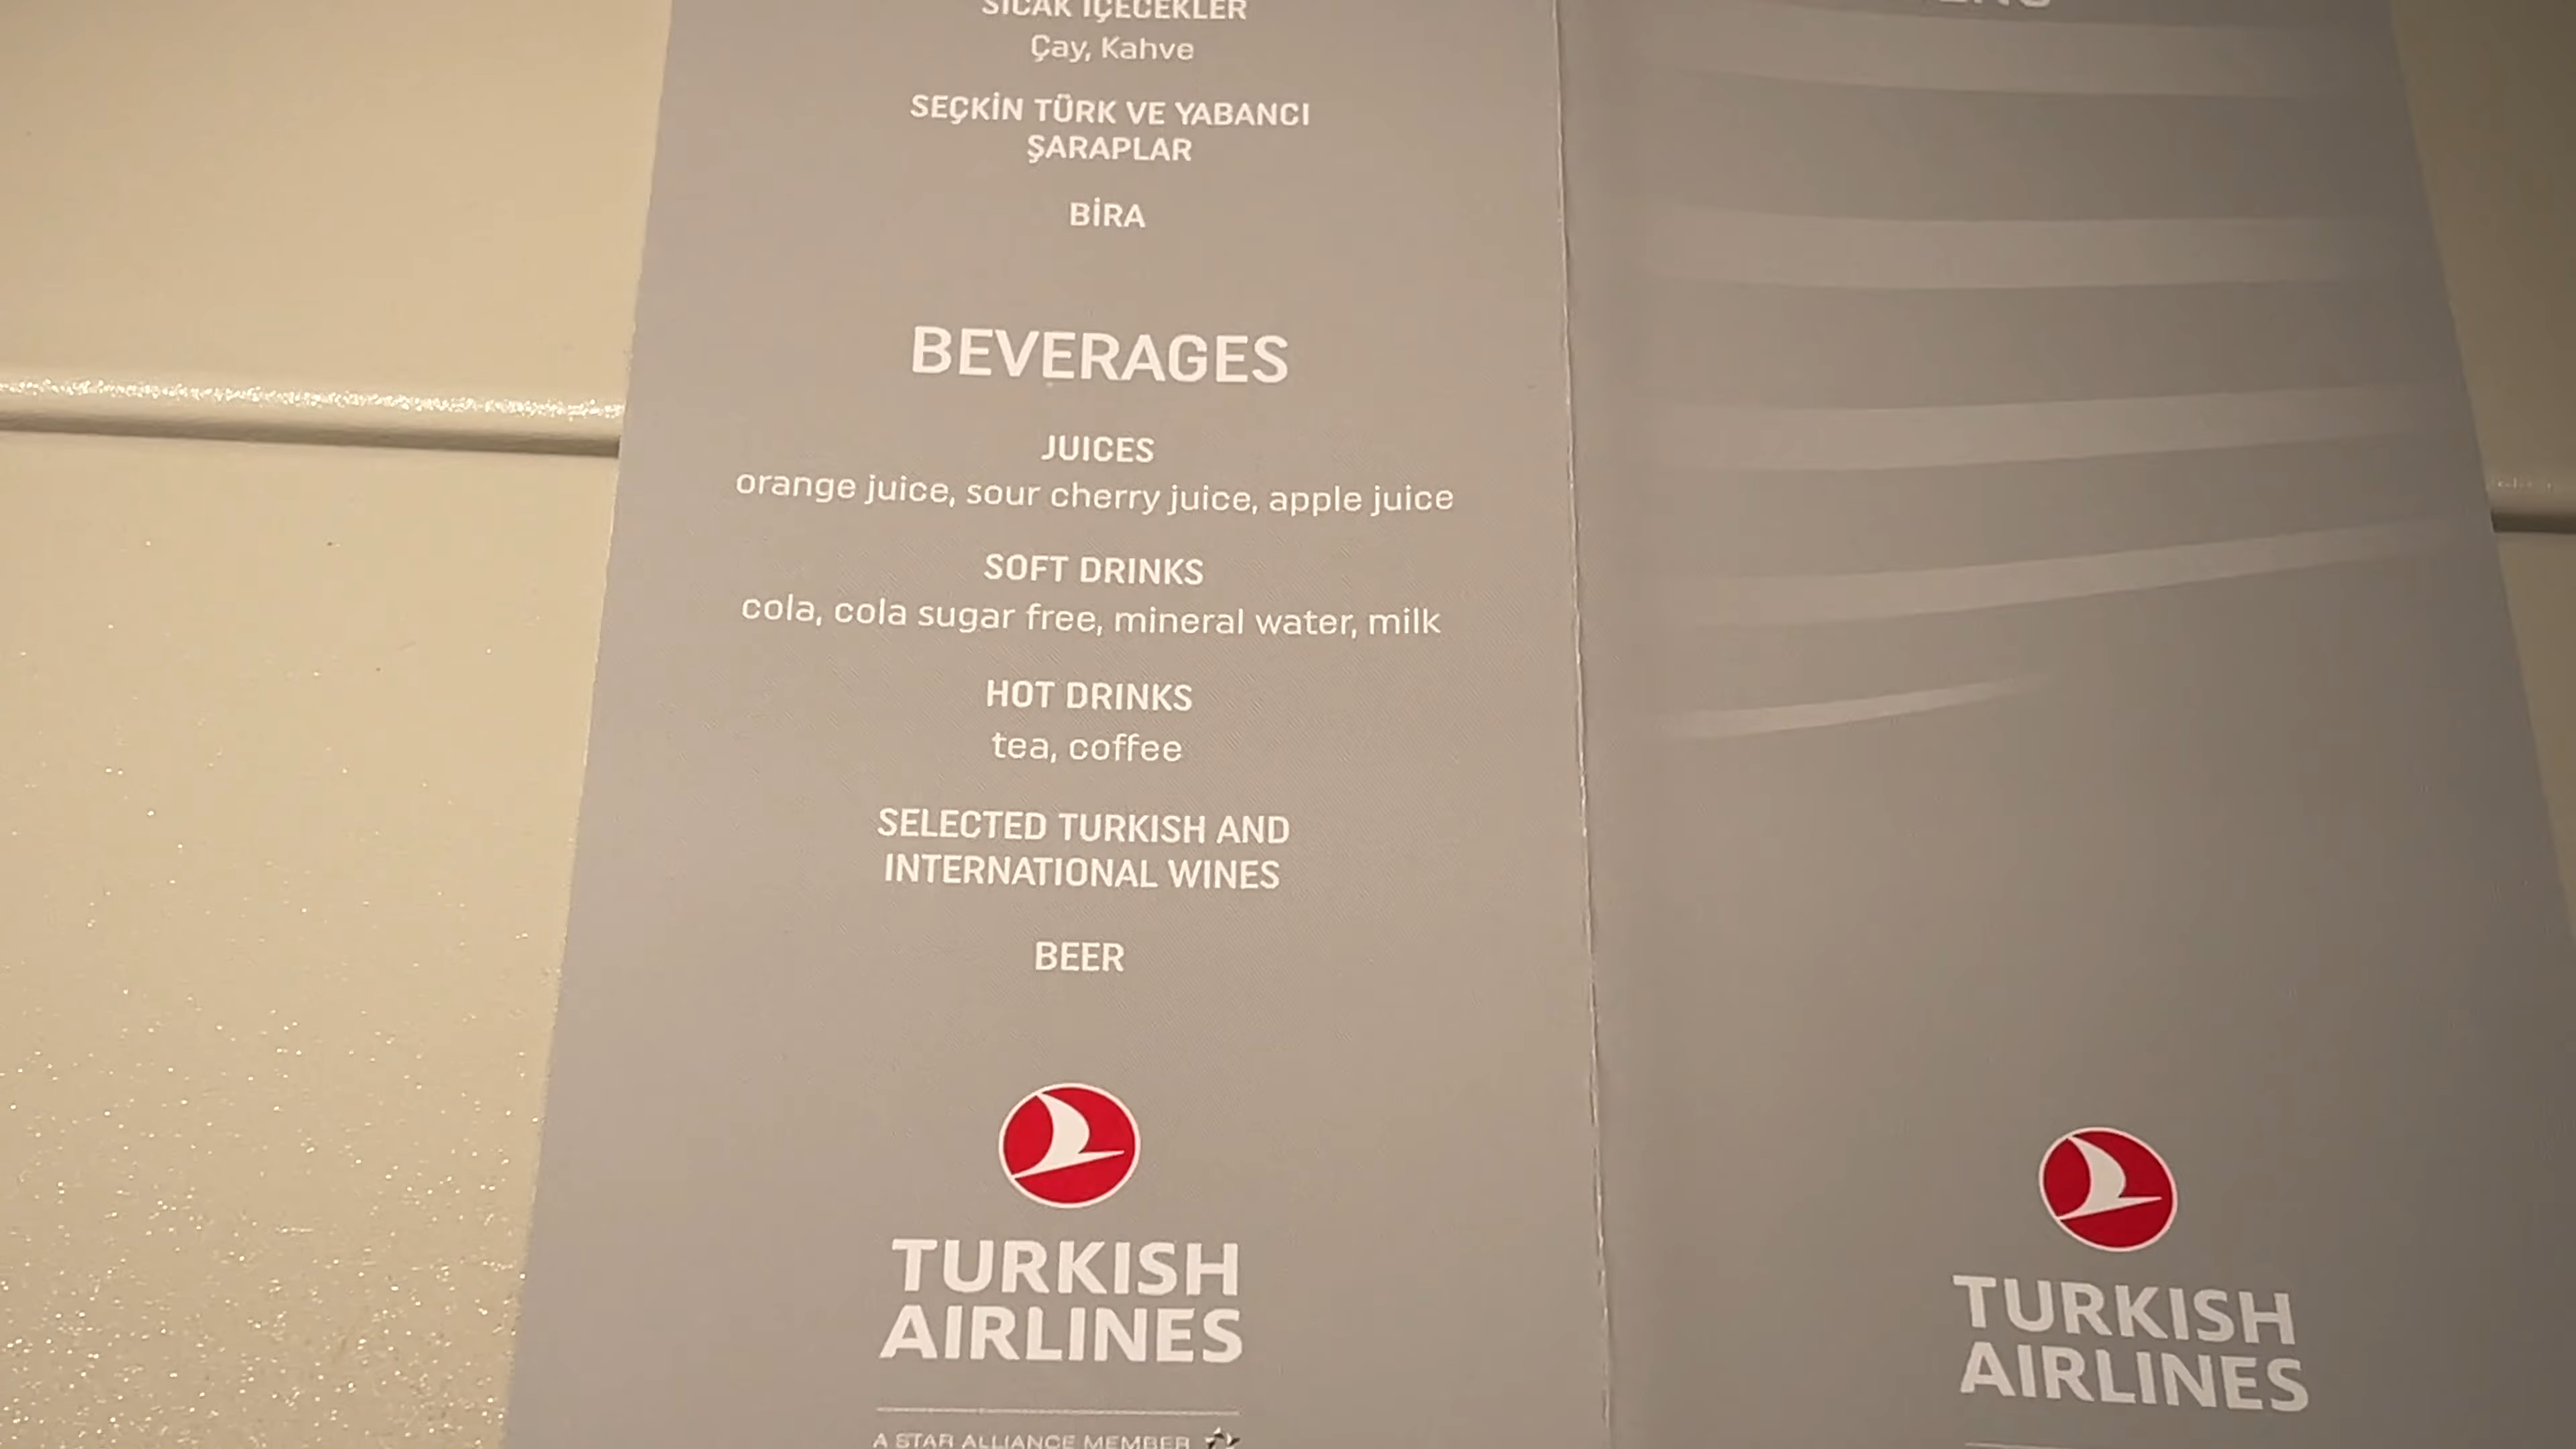 SICAK İÇECEKLER
Çay, Kahve
SEÇKİN TÜRK VE YABANCI
ŞARAPLAR
BİRA
BEVERAGES
JUICES
orange juice, sour cherry juice, apple juice
SOFT DRINKS
cola, cola sugar free, mineral water, milk
HOT DRINKS
tea, coffee
SELECTED TURKISH AND
INTERNATIONAL WINES
BEER
TURKISH
AIRLINES
A STAR ALLIANCE MEMBER
TURKISH
AIRLINES